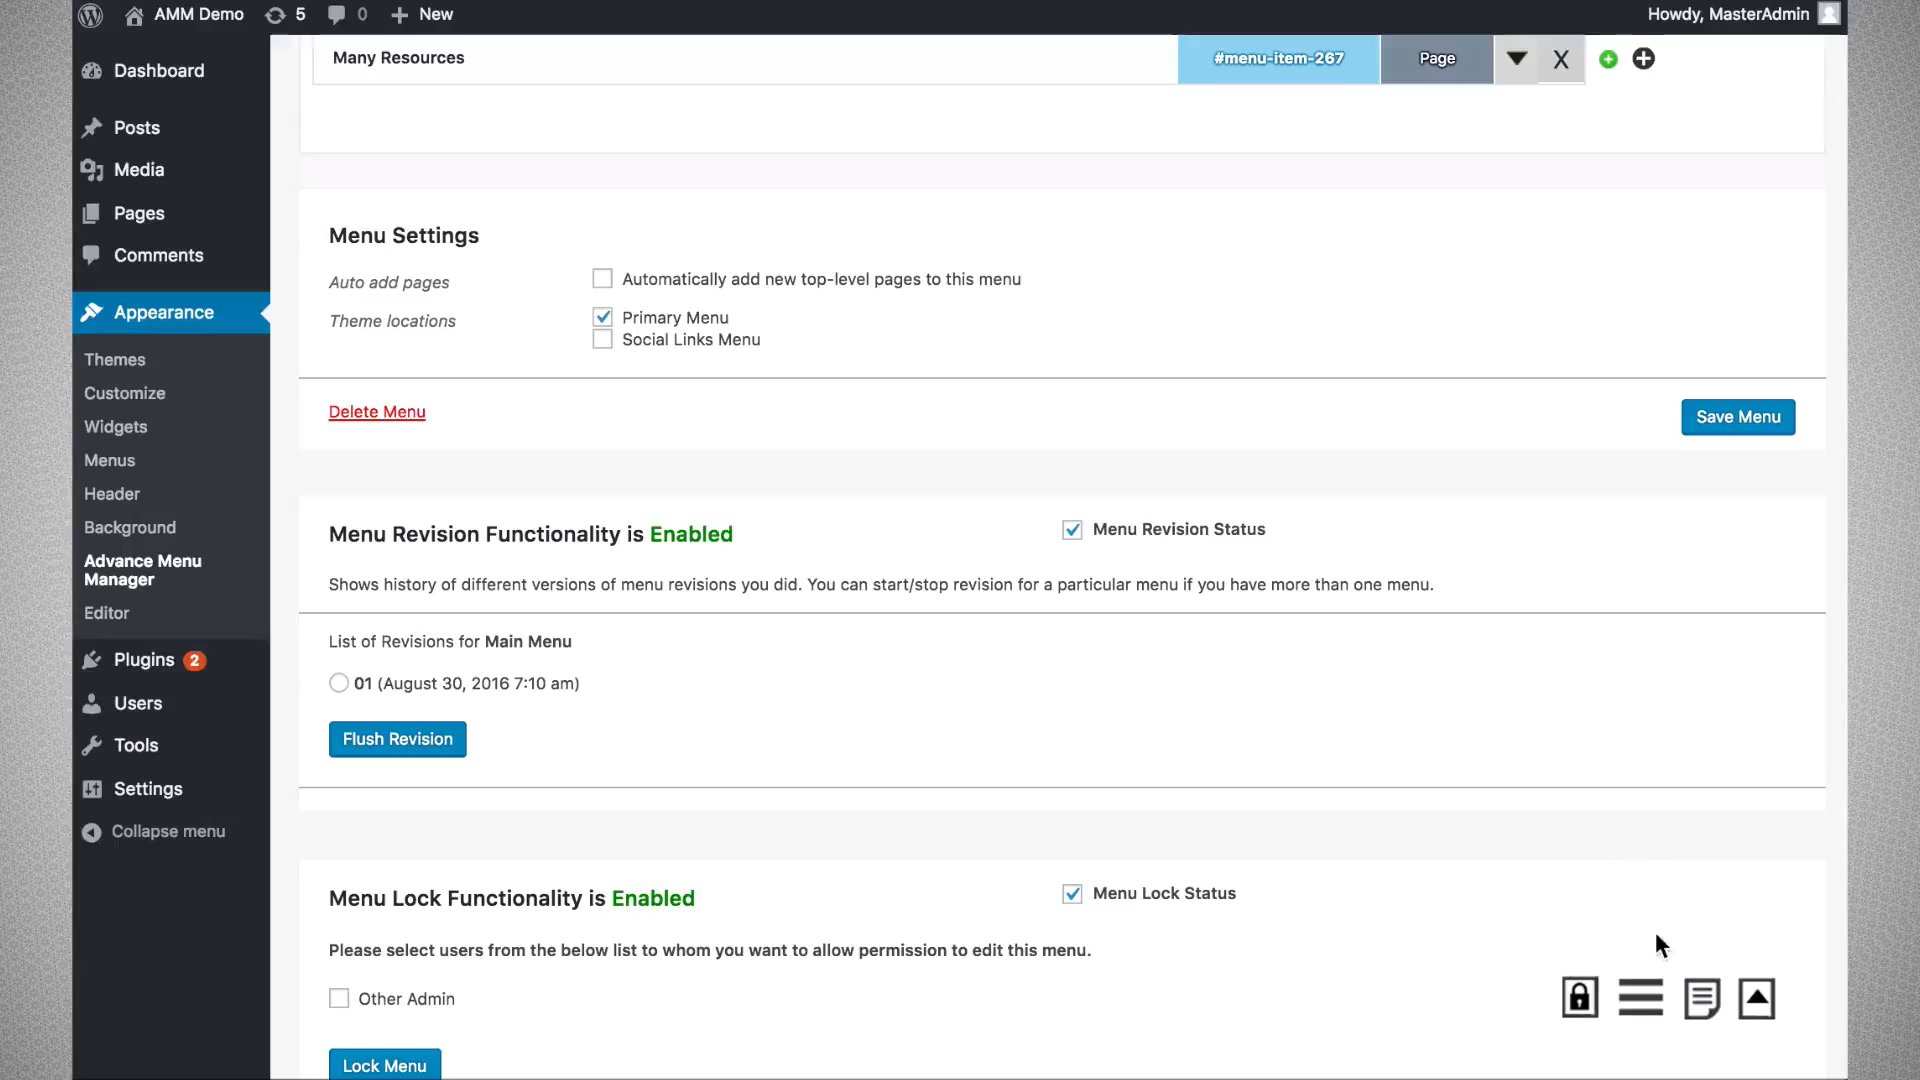 AMM Demo 5 0 New Howdy, MasterAdmin
Dashboard
Posts
Media
Pages
Comments
Appearance
Themes
Customize
Widgets
Menus
Header
Background
Advance Menu
Manager
Editor
Plugins 2
Users
Tools
Settings
Collapse menu
Many Resources #menu-item-267 Page X
Menu Settings
Auto add pages Automatically add new top-level pages to this menu
Theme locations Primary Menu
Social Links Menu
Delete Menu Save Menu
Menu Revision Functionality is Enabled Menu Revision Status
Shows history of different versions of menu revisions you did. You can start/stop revision for a particular menu if you have more than one menu.
List of Revisions for Main Menu
01 (August 30, 2016 7:10 am)
Flush Revision
Menu Lock Functionality is Enabled Menu Lock Status
Please select users from the below list to whom you want to allow permission to edit this menu.
Other Admin
Lock Menu